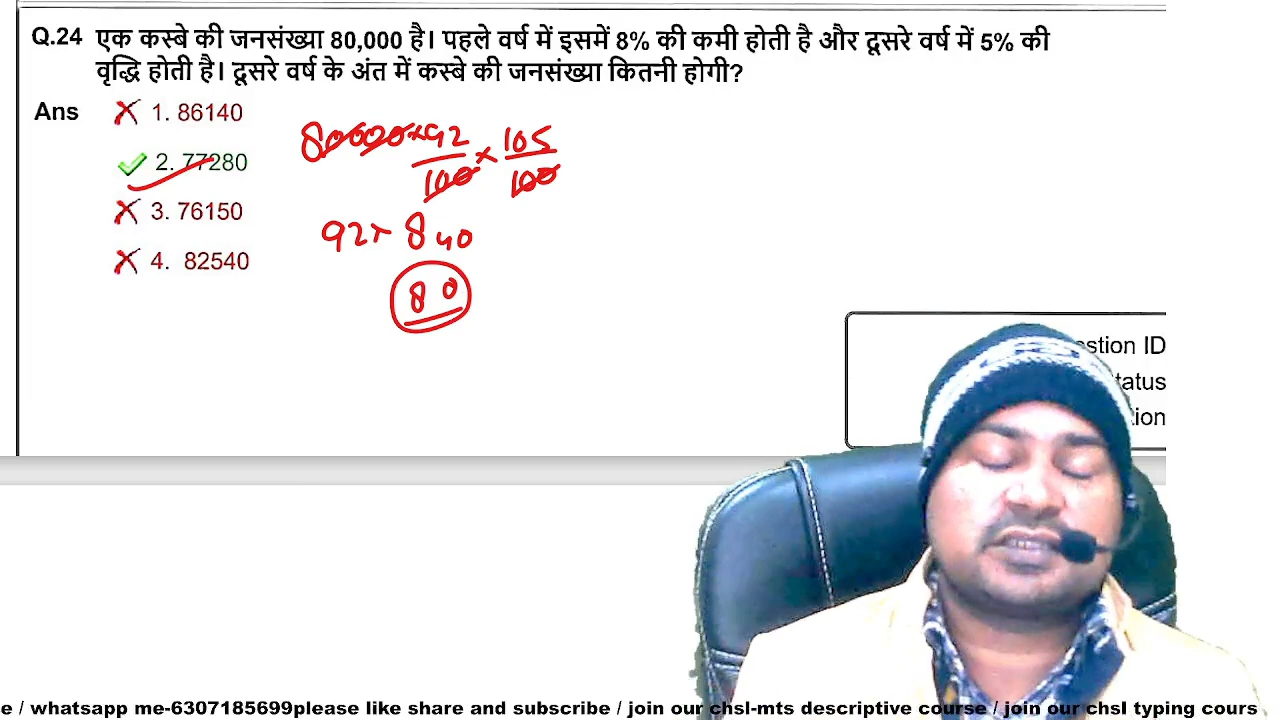 Q.24 एक कस्बे की जनसंख्या 80,000 है। पहले वर्ष में इसमें 8% की कमी होती है और दूसरे वर्ष में 5% की
वृद्धि होती है। दूसरे वर्ष के अंत में कस्बे की जनसंख्या कितनी होगी?
Ans 1. 86140
2. 77280
3. 76150
4. 82540
80000 × 92/100 × 105/100
92 × 840
80
stion ID
tatus
tion
e / whatsapp me-6307185699please like share and subscribe / join our chsl-mts descriptive course / join our chsl typing cours